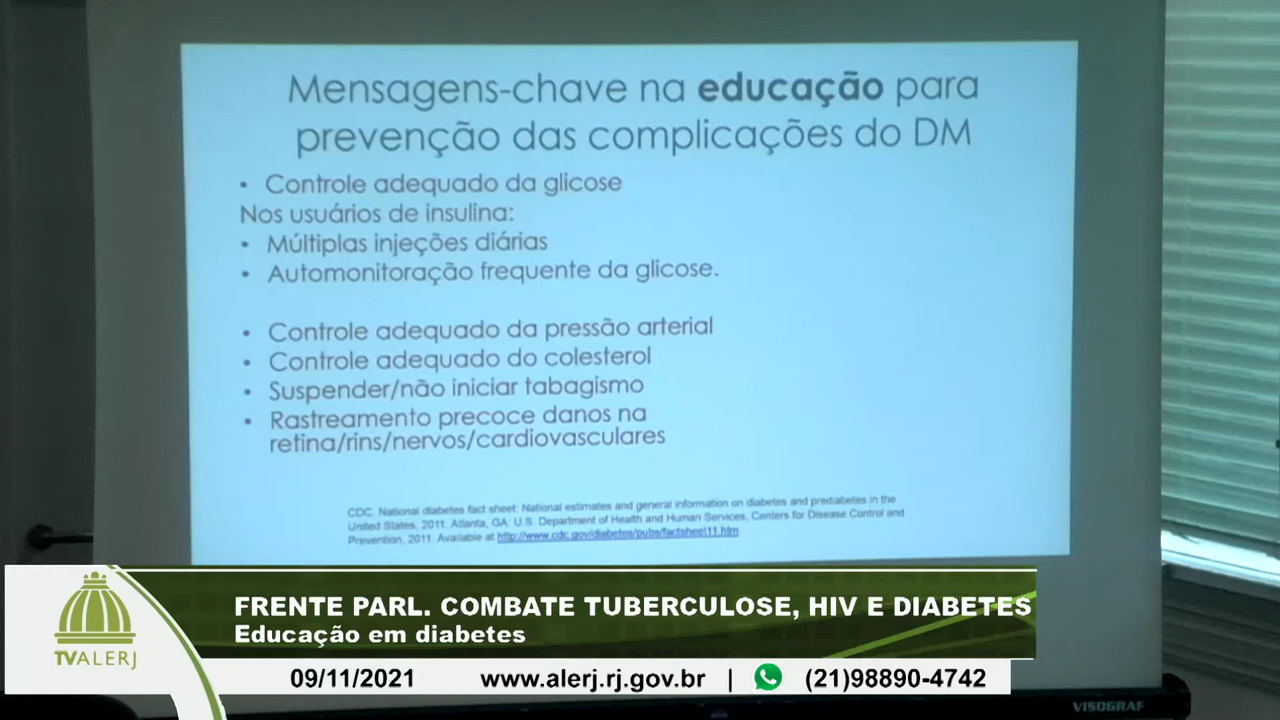 Mensagens-chave na educação para
prevenção das complicações do DM
• Controle adequado da glicose
Nos usuários de insulina:
• Múltiplas injeções diárias
• Automonitoração frequente da glicose.
• Controle adequado da pressão arterial
• Controle adequado do colesterol
• Suspender/não iniciar tabagismo
• Rastreamento precoce danos na
retina/rins/nervos/cardiovasculares
CDC. National diabetes fact sheet: National estimates and general information on diabetes and prediabetes in the
United States, 2011. Atlanta, GA: U.S. Department of Health and Human Services, Centers for Disease Control and
Prevention, 2011. Available at http://www.cdc.gov/diabetes/pubs/factsheet11.htm
FRENTE PARL. COMBATE TUBERCULOSE, HIV E DIABETES
Educação em diabetes
TVALERJ
09/11/2021 www.alerj.rj.gov.br | (21)98890-4742
VISOGRAF